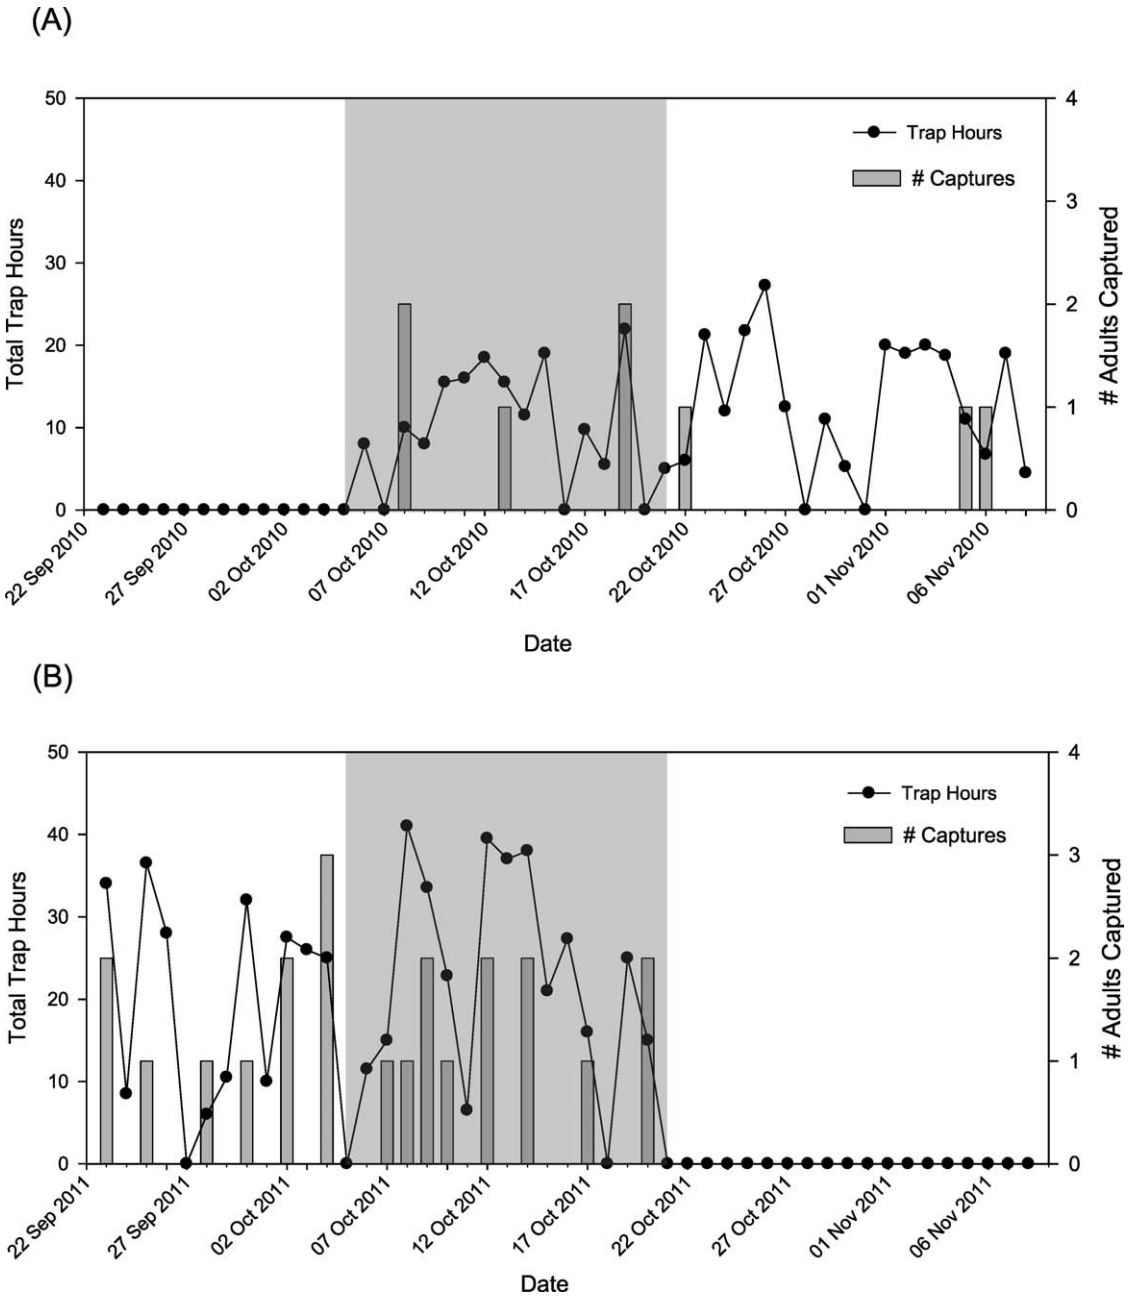 (A)
50
40
30
20
10
0
4
3
2
1
0
Total Trap Hours
# Adults Captured
Trap Hours
# Captures
22 Sep 2010
27 Sep 2010
02 Oct 2010
07 Oct 2010
12 Oct 2010
17 Oct 2010
22 Oct 2010
27 Oct 2010
01 Nov 2010
06 Nov 2010
Date
(B)
50
40
30
20
10
0
4
3
2
1
0
Total Trap Hours
# Adults Captured
Trap Hours
# Captures
22 Sep 2011
27 Sep 2011
02 Oct 2011
07 Oct 2011
12 Oct 2011
17 Oct 2011
22 Oct 2011
27 Oct 2011
01 Nov 2011
06 Nov 2011
Date